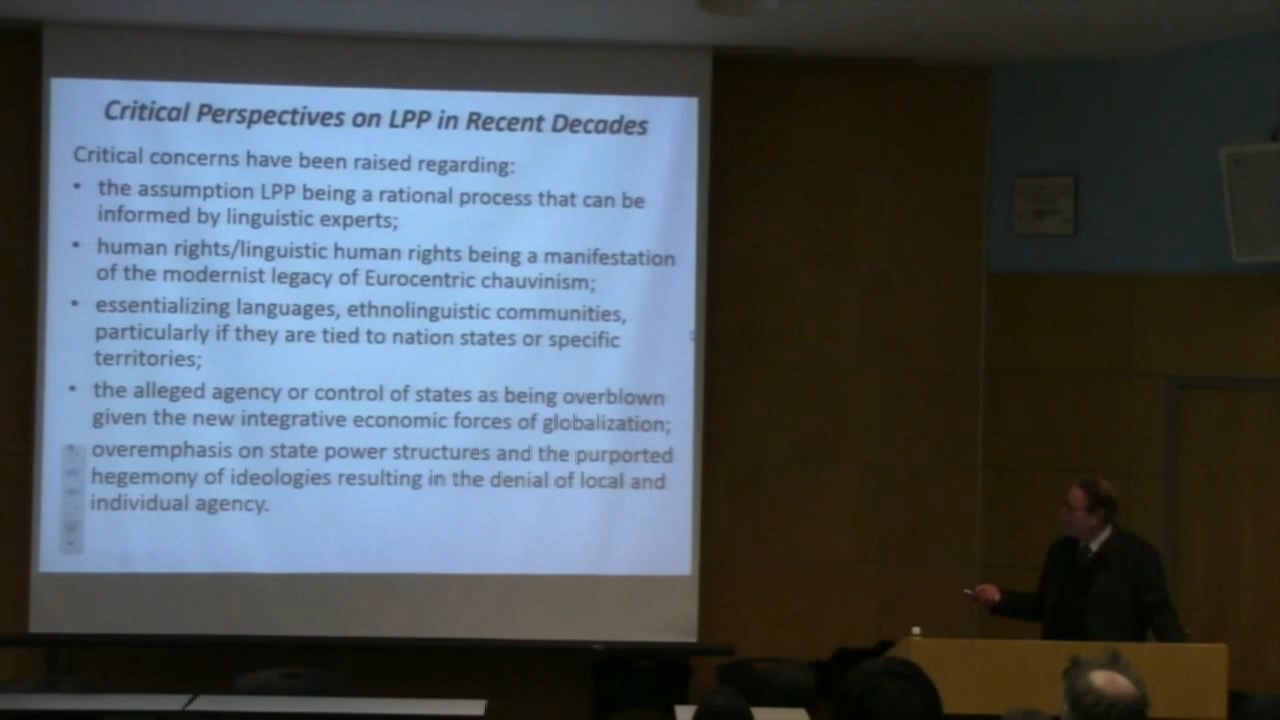 Critical Perspectives on LPP in Recent Decades
Critical concerns have been raised regarding:
• the assumption LPP being a rational process that can be
informed by linguistic experts;
• human rights/linguistic human rights being a manifestation
of the modernist legacy of Eurocentric chauvinism;
• essentializing languages, ethnolinguistic communities,
particularly if they are tied to nation states or specific
territories;
• the alleged agency or control of states as being overblown
given the new integrative economic forces of globalization;
overemphasis on state power structures and the purported
hegemony of ideologies resulting in the denial of local and
individual agency.